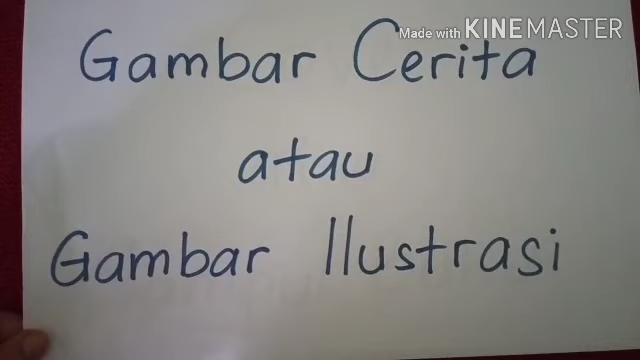 Made with KINEMASTER
Gambar Cerita
atau
Gambar Ilustrasi